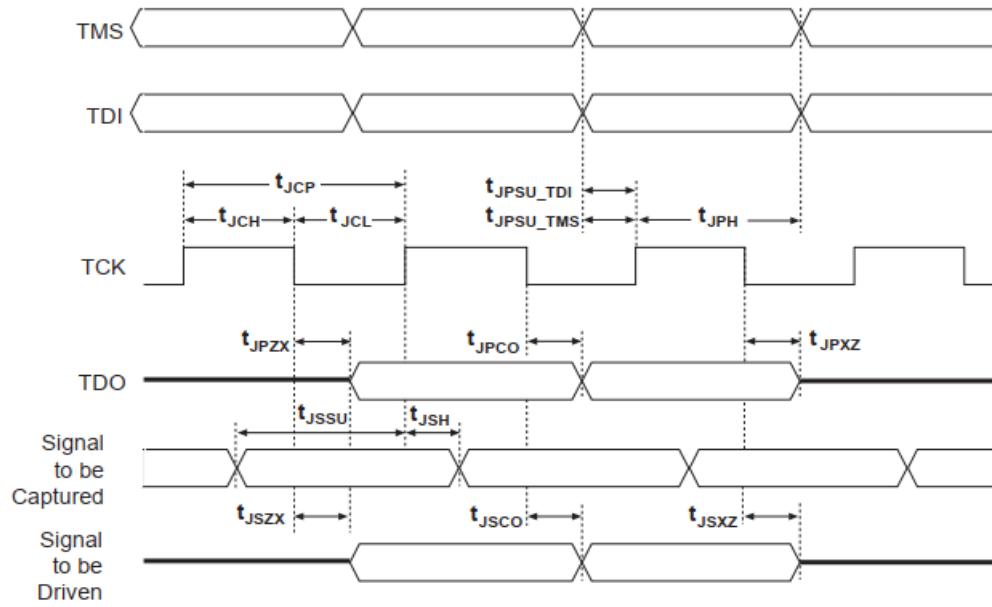 TMS
TDI
tJCP
tJPSU_TDI
tJCH tJCL tJPSU_TMS tJPH
TCK
tJPZX tJPCO tJPXZ
TDO
tJSSU tJSH
Signal
to be
Captured
tJSZX tJSCO tJSXZ
Signal
to be
Driven